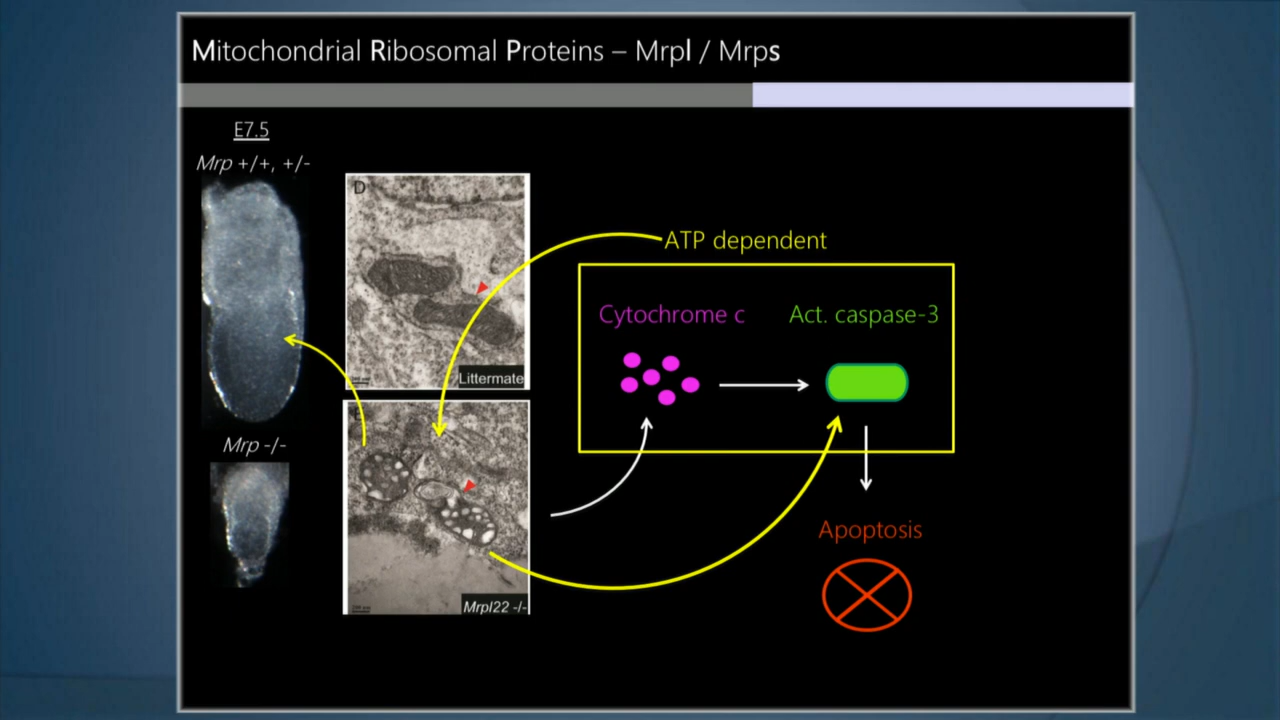 Mitochondrial Ribosomal Proteins – Mrpl / Mrps
E7.5
Mrp +/+, +/-
D
Littermate
ATP dependent
Cytochrome c
Act. caspase-3
Mrp -/-
Mrpl22 -/-
Apoptosis